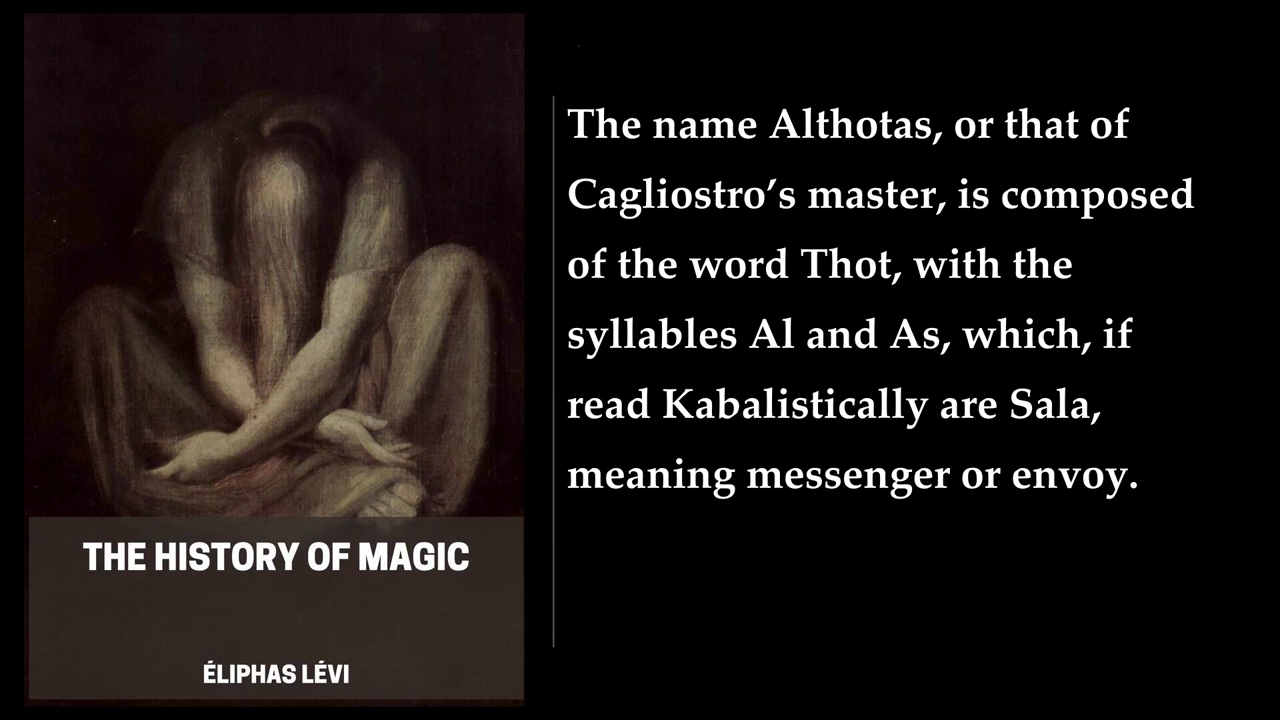 THE HISTORY OF MAGIC
ÉLIPHAS LÉVI
The name Althotas, or that of
Cagliostro’s master, is composed
of the word Thot, with the
syllables Al and As, which, if
read Kabalistically are Sala,
meaning messenger or envoy.